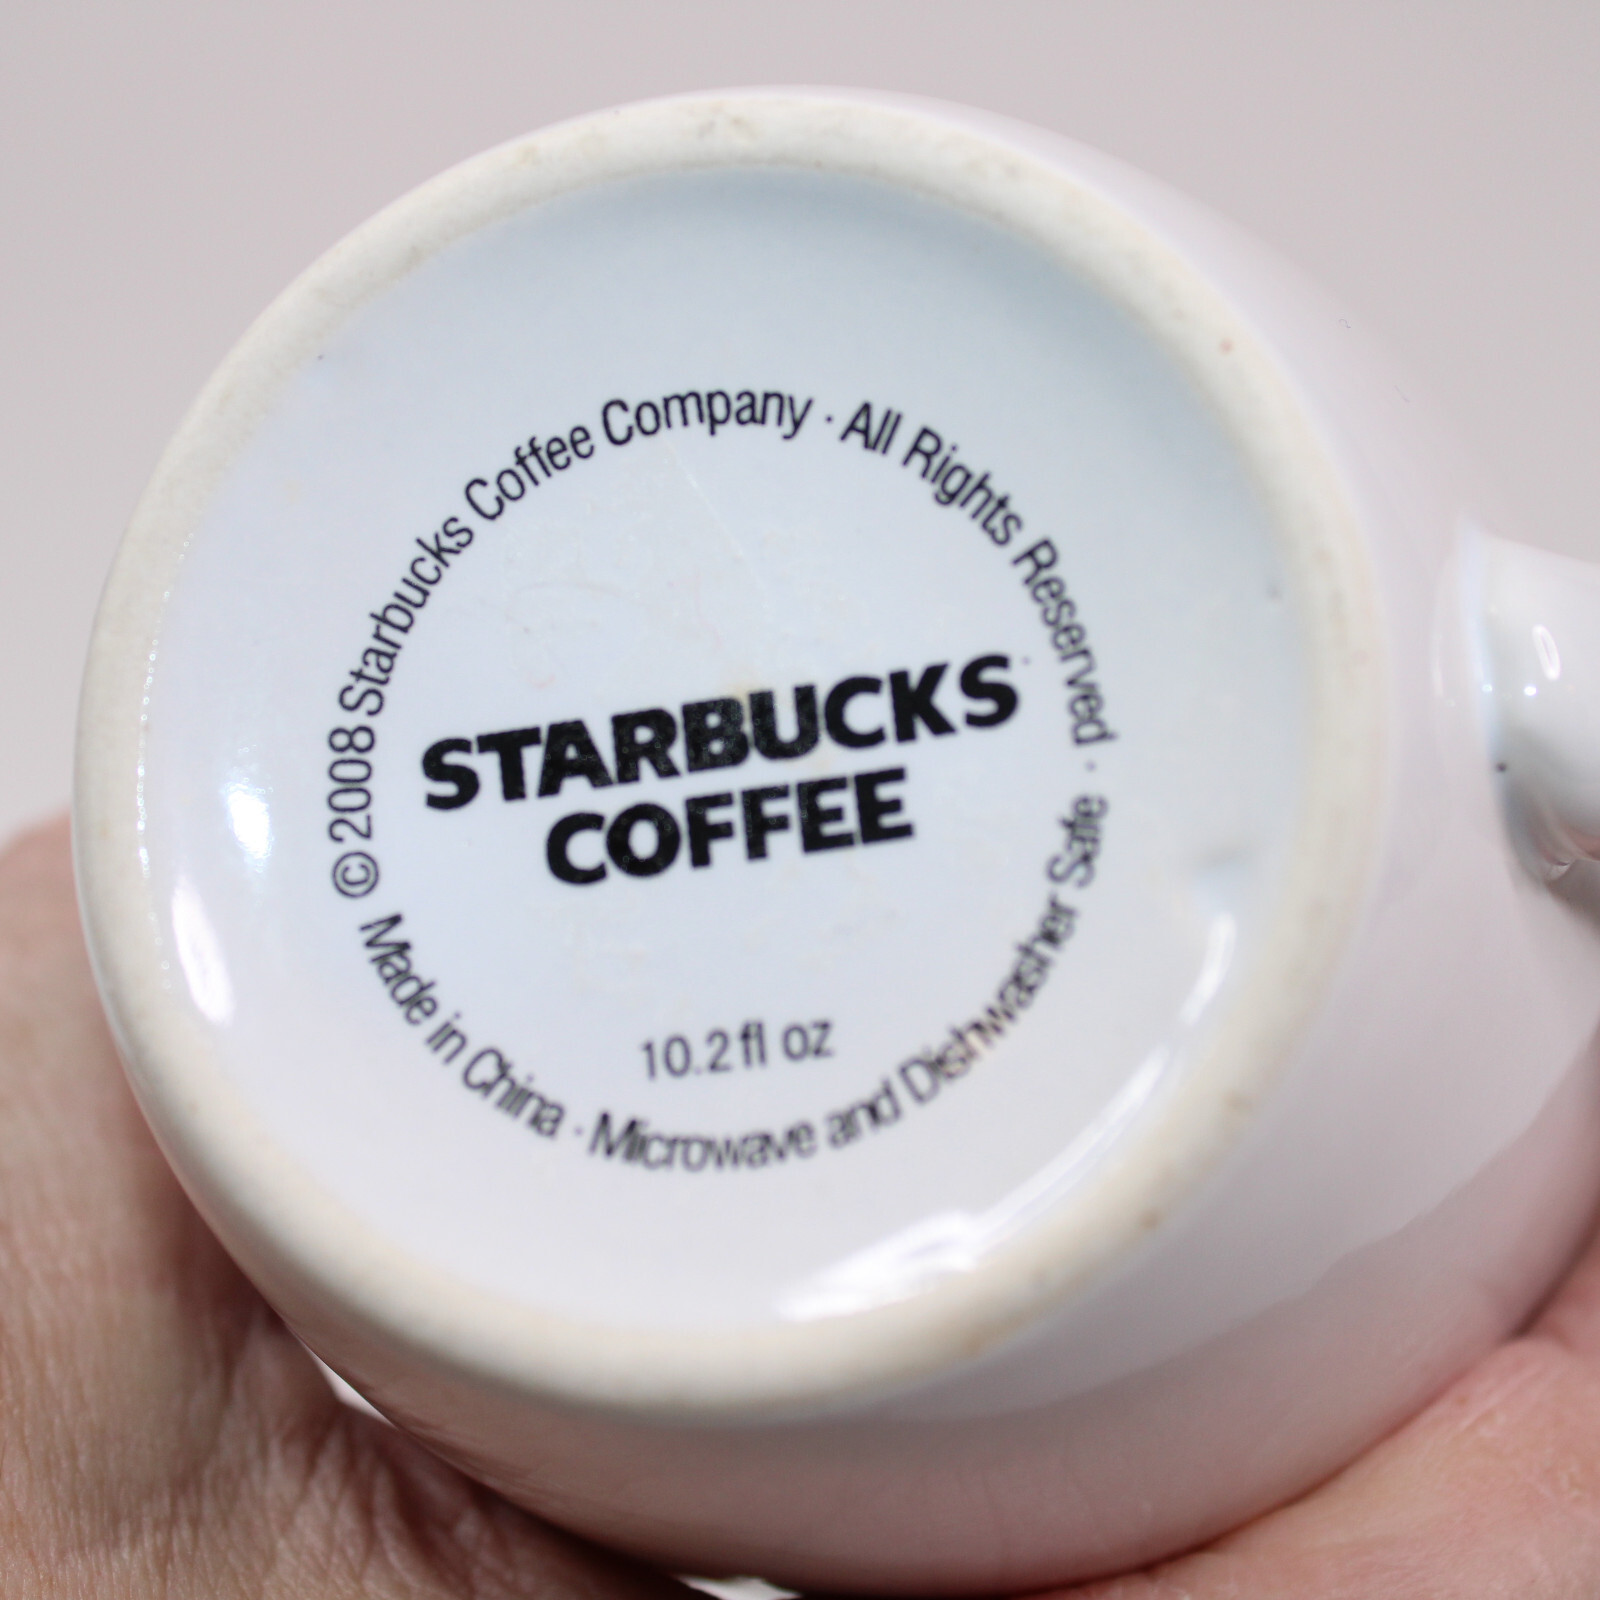 ©2008 Starbucks Coffee Company · All Rights Reserved · 
Made in China · Microwave and Dishwasher Safe
STARBUCKS
COFFEE
10.2 fl oz